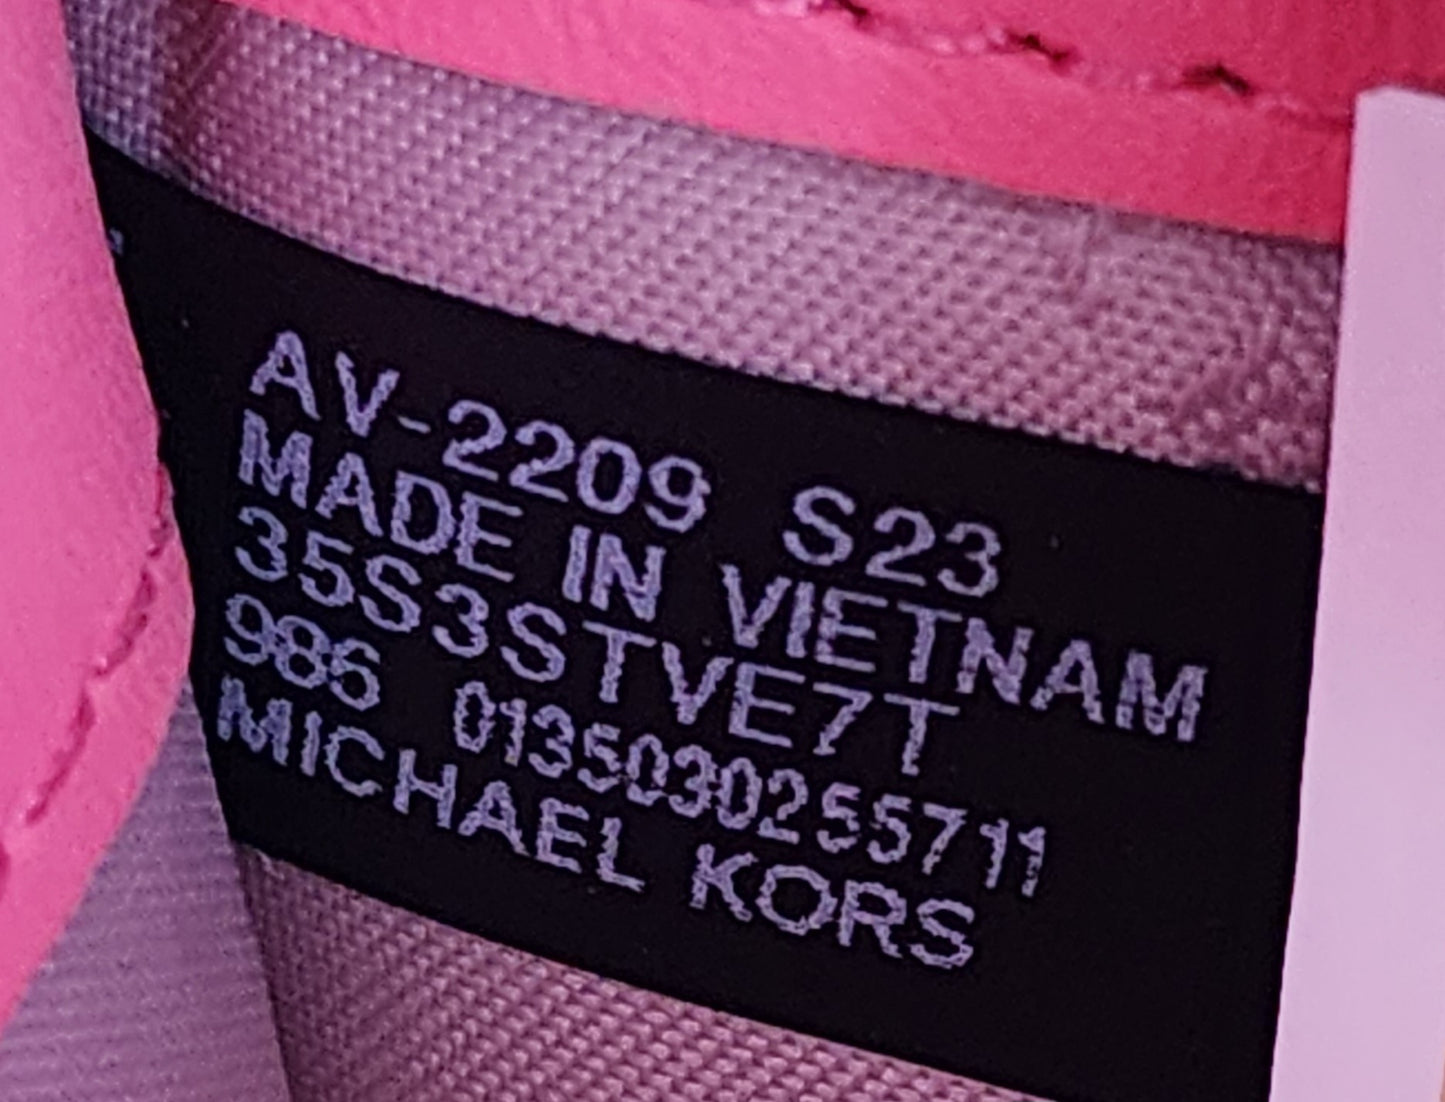 AV-2209 S23
MADE IN VIETNAM
35S3STVE7T
986 0135030255711
MICHAEL KORS